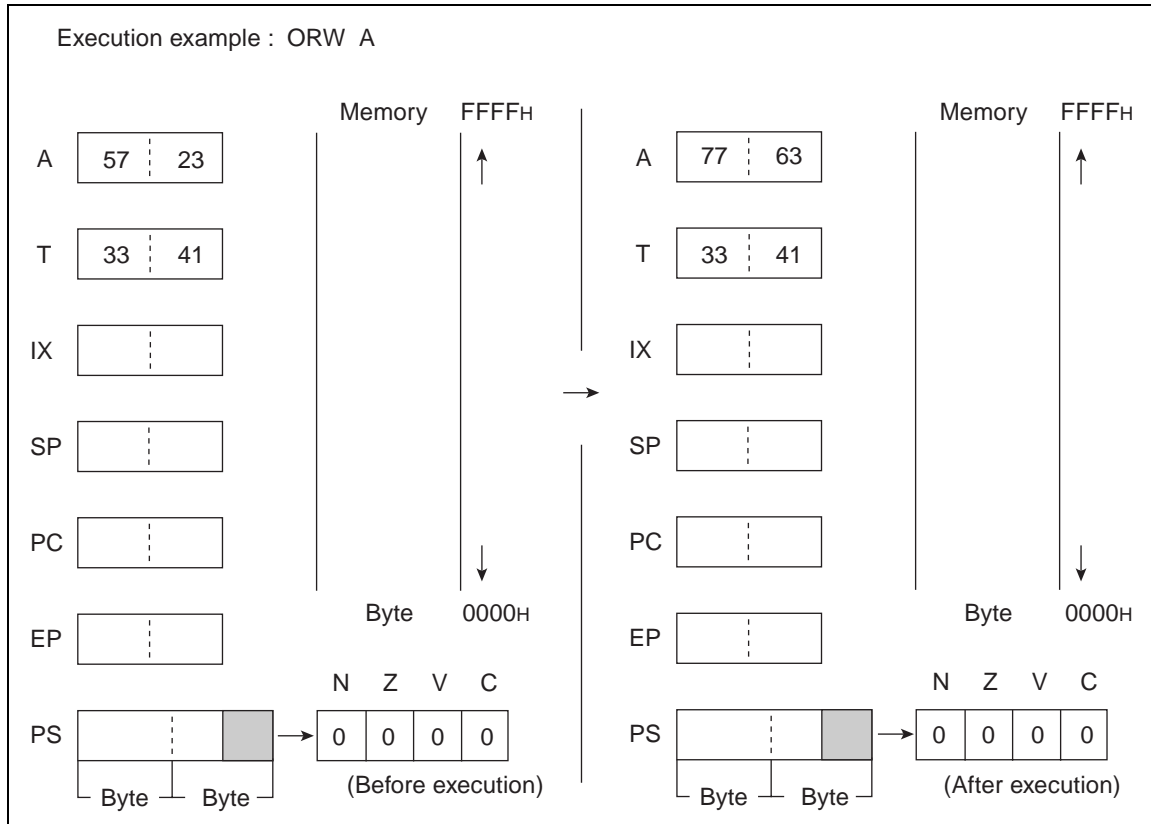 Execution example : ORW A
Memory FFFFH
A 57 23
T 33 41
IX
SP
PC
EP
Byte 0000H
N Z V C
PS 0 0 0 0
Byte Byte
(Before execution)
Memory FFFFH
A 77 63
T 33 41
IX
SP
PC
EP
Byte 0000H
N Z V C
PS 0 0 0 0
Byte Byte
(After execution)